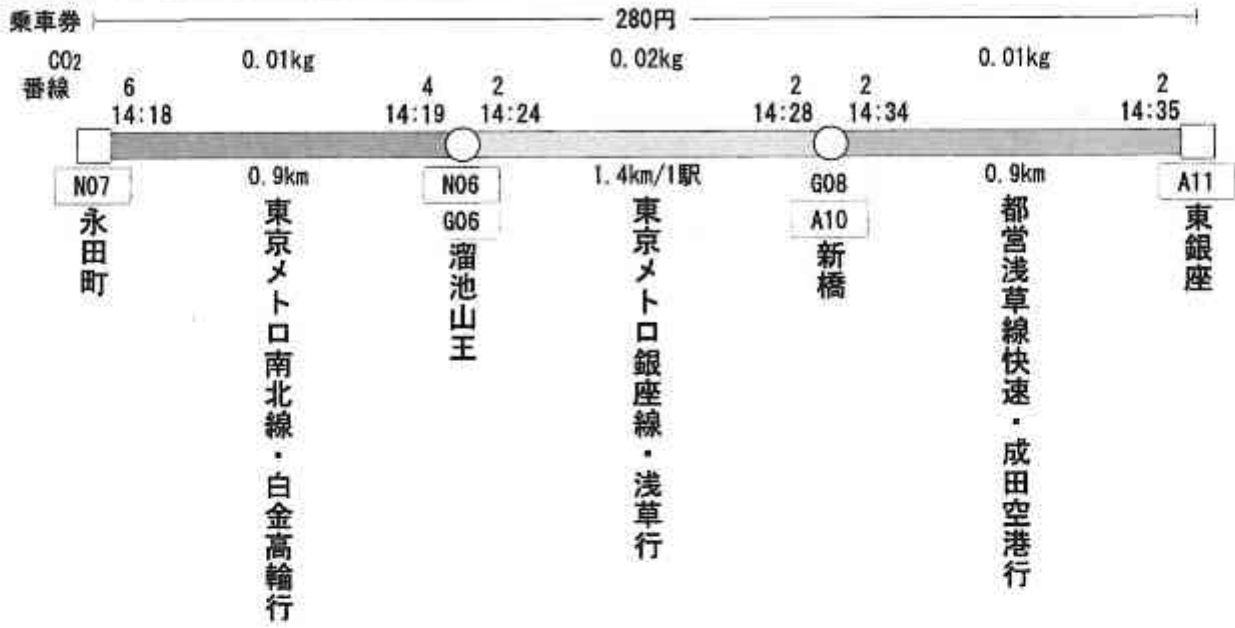 乗車券 280円
CO2 0.01kg 0.02kg 0.01kg
番線 6 4 2 2 2 2
14:18 14:19 14:24 14:28 14:34 14:35
0.9km 1.4km/1駅 0.9km
N07 N06 G08 A11
G06 A10
永田町
東京メトロ南北線・白金高輪行
溜池山王
東京メトロ銀座線・浅草行
新橋
都営浅草線快速・成田空港行
東銀座